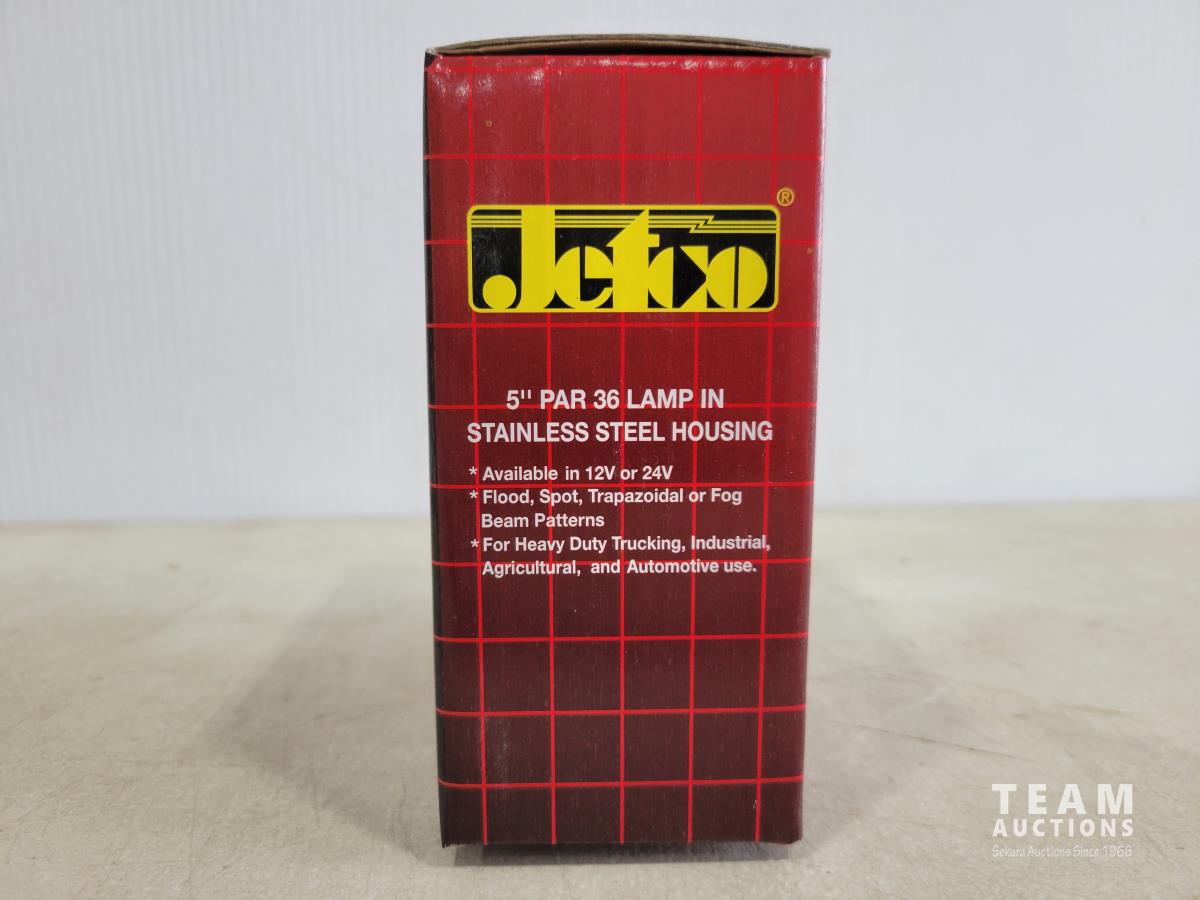 Jetco®
5" PAR 36 LAMP IN
STAINLESS STEEL HOUSING
* Available in 12V or 24V
* Flood, Spot, Trapazoidal or Fog
Beam Patterns
* For Heavy Duty Trucking, Industrial,
Agricultural, and Automotive use.
TEAM
AUCTIONS
Sekura Auctions Since 1966